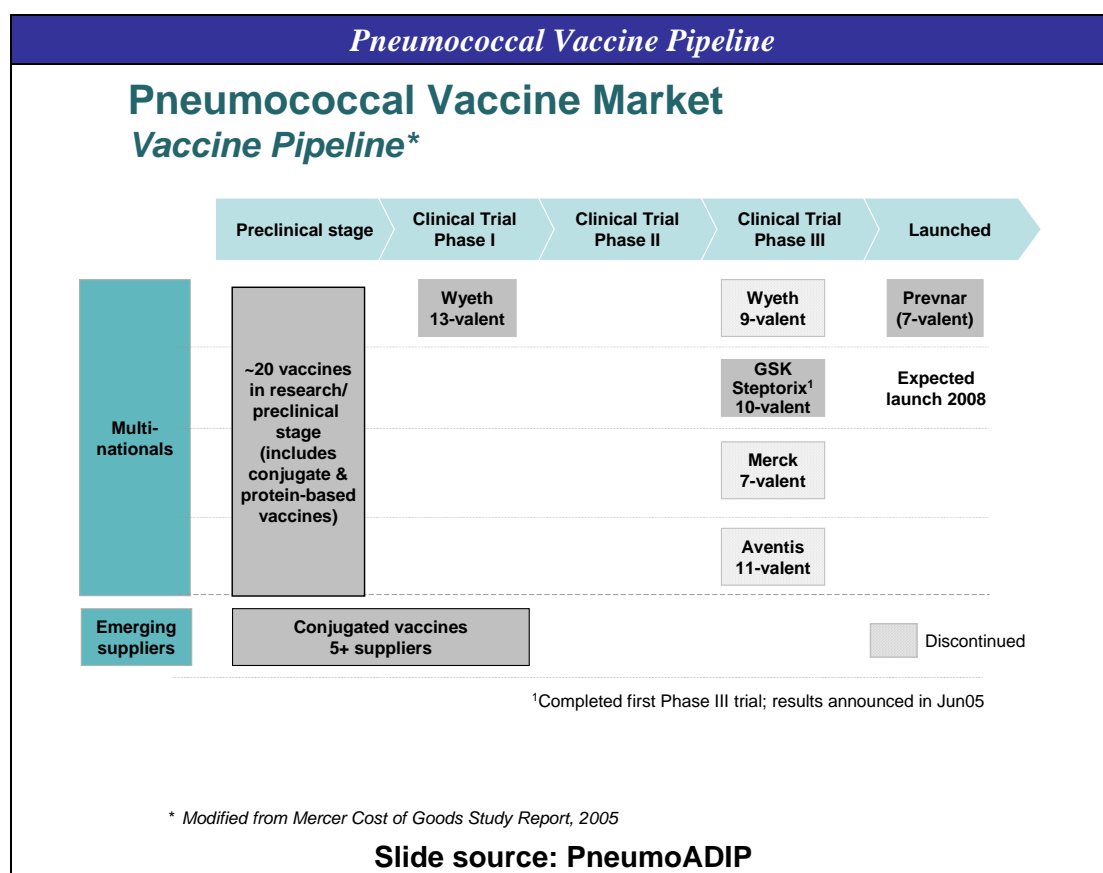 Pneumococcal Vaccine Pipeline
Pneumococcal Vaccine Market
Vaccine Pipeline*
Preclinical stage
Clinical Trial
Phase I
Clinical Trial
Phase II
Clinical Trial
Phase III
Launched
Multi-
nationals
~20 vaccines
in research/
preclinical
stage
(includes
conjugate &
protein-based
vaccines)
Wyeth
13-valent
Wyeth
9-valent
Prevnar
(7-valent)
GSK
Steptorix¹
10-valent
Expected
launch 2008
Merck
7-valent
Aventis
11-valent
Emerging
suppliers
Conjugated vaccines
5+ suppliers
Discontinued
¹Completed first Phase III trial; results announced in Jun05
* Modified from Mercer Cost of Goods Study Report, 2005
Slide source: PneumoADIP